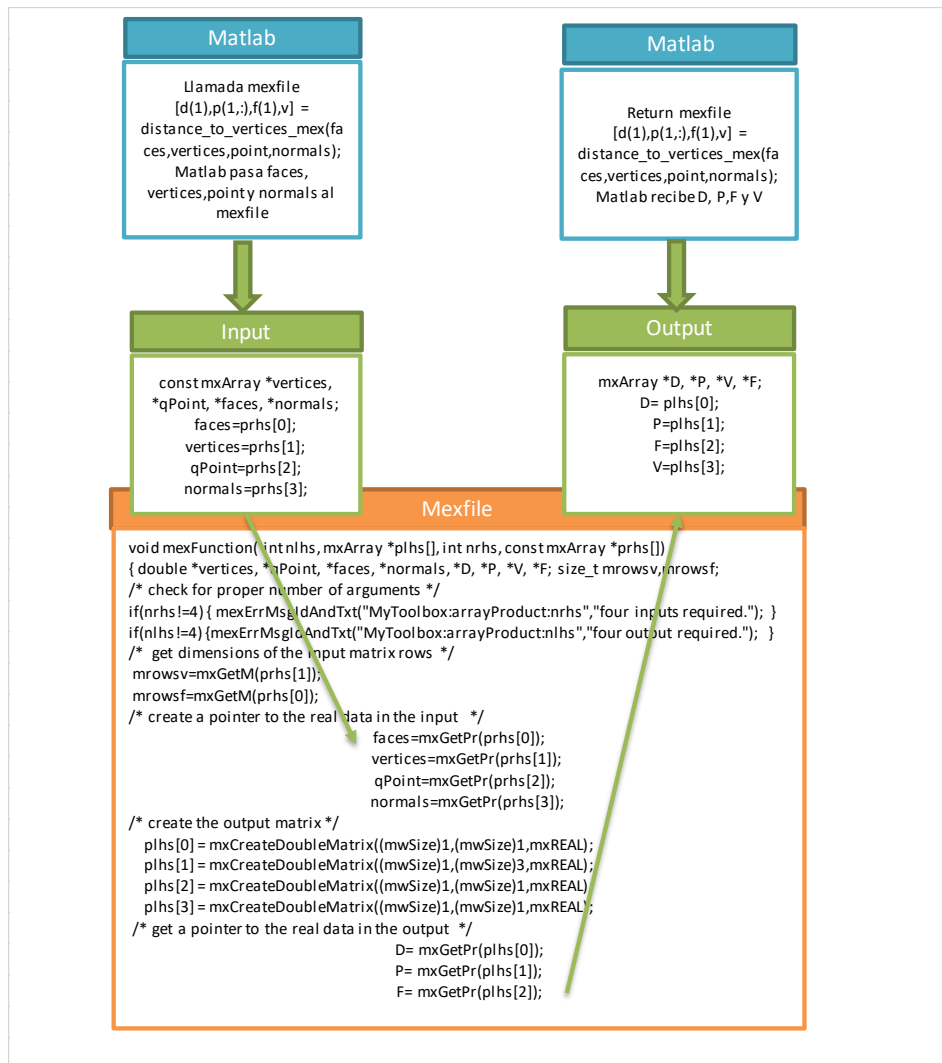 Matlab
Llamada mexfile
[d(1),p(1,:),f(1),v] =
distance_to_vertices_mex(fa
ces,vertices,point,normals);
Matlab pasa faces,
vertices,point y normals al
mexfile
Matlab
Return mexfile
[d(1),p(1,:),f(1),v] =
distance_to_vertices_mex(fa
ces,vertices,point,normals);
Matlab recibe D, P,F y V
Input
const mxArray *vertices,
*qPoint, *faces, *normals;
faces=prhs[0];
vertices=prhs[1];
qPoint=prhs[2];
normals=prhs[3];
Output
mxArray *D, *P, *V, *F;
D= plhs[0];
P=plhs[1];
F=plhs[2];
V=plhs[3];
Mexfile
void mexFunction( int nlhs, mxArray *plhs[], int nrhs, const mxArray *prhs[])
{ double *vertices, *qPoint, *faces, *normals, *D, *P, *V, *F; size_t mrowsv,mrowsf;
/* check for proper number of arguments */
if(nrhs!=4) { mexErrMsgIdAndTxt("MyToolbox:arrayProduct:nrhs","four inputs required."); }
if(nlhs!=4) {mexErrMsgIdAndTxt("MyToolbox:arrayProduct:nlhs","four output required."); }
/* get dimensions of the input matrix rows */
mrowsv=mxGetM(prhs[1]);
mrowsf=mxGetM(prhs[0]);
/* create a pointer to the real data in the input */
faces=mxGetPr(prhs[0]);
vertices=mxGetPr(prhs[1]);
qPoint=mxGetPr(prhs[2]);
normals=mxGetPr(prhs[3]);
/* create the output matrix */
plhs[0] = mxCreateDoubleMatrix((mwSize)1,(mwSize)1,mxREAL);
plhs[1] = mxCreateDoubleMatrix((mwSize)1,(mwSize)3,mxREAL);
plhs[2] = mxCreateDoubleMatrix((mwSize)1,(mwSize)1,mxREAL)
plhs[3] = mxCreateDoubleMatrix((mwSize)1,(mwSize)1,mxREAL);
/* get a pointer to the real data in the output */
D= mxGetPr(plhs[0]);
P= mxGetPr(plhs[1]);
F= mxGetPr(plhs[2]);